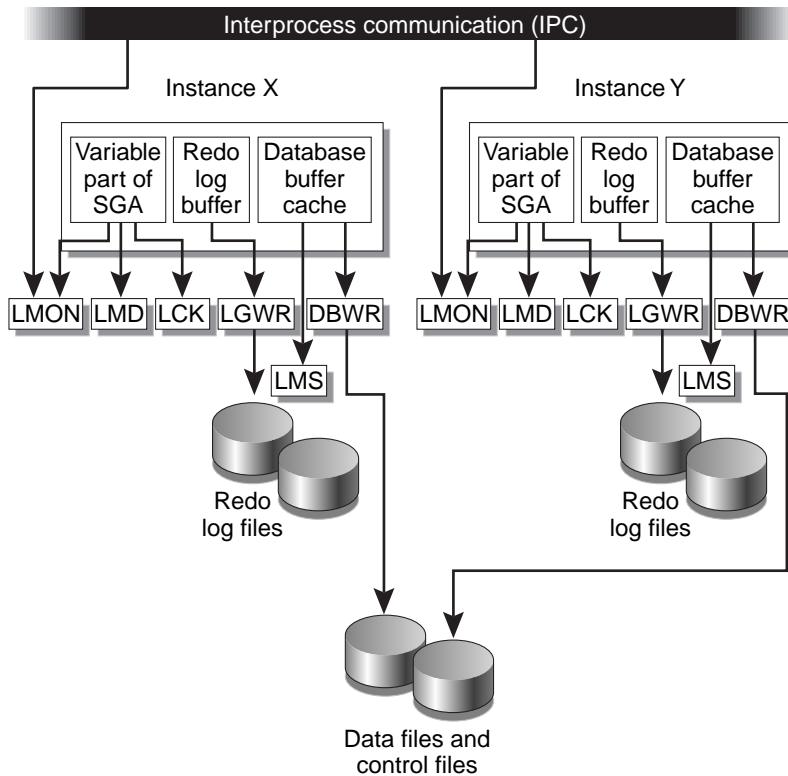 Interprocess communication (IPC)
Instance X
Instance Y
Variable
part of
SGA
Redo
log
buffer
Database
buffer
cache
Variable
part of
SGA
Redo
log
buffer
Database
buffer
cache
LMON
LMD
LCK
LGWR
DBWR
LMON
LMD
LCK
LGWR
DBWR
LMS
LMS
Redo
log files
Redo
log files
Data files and
control files